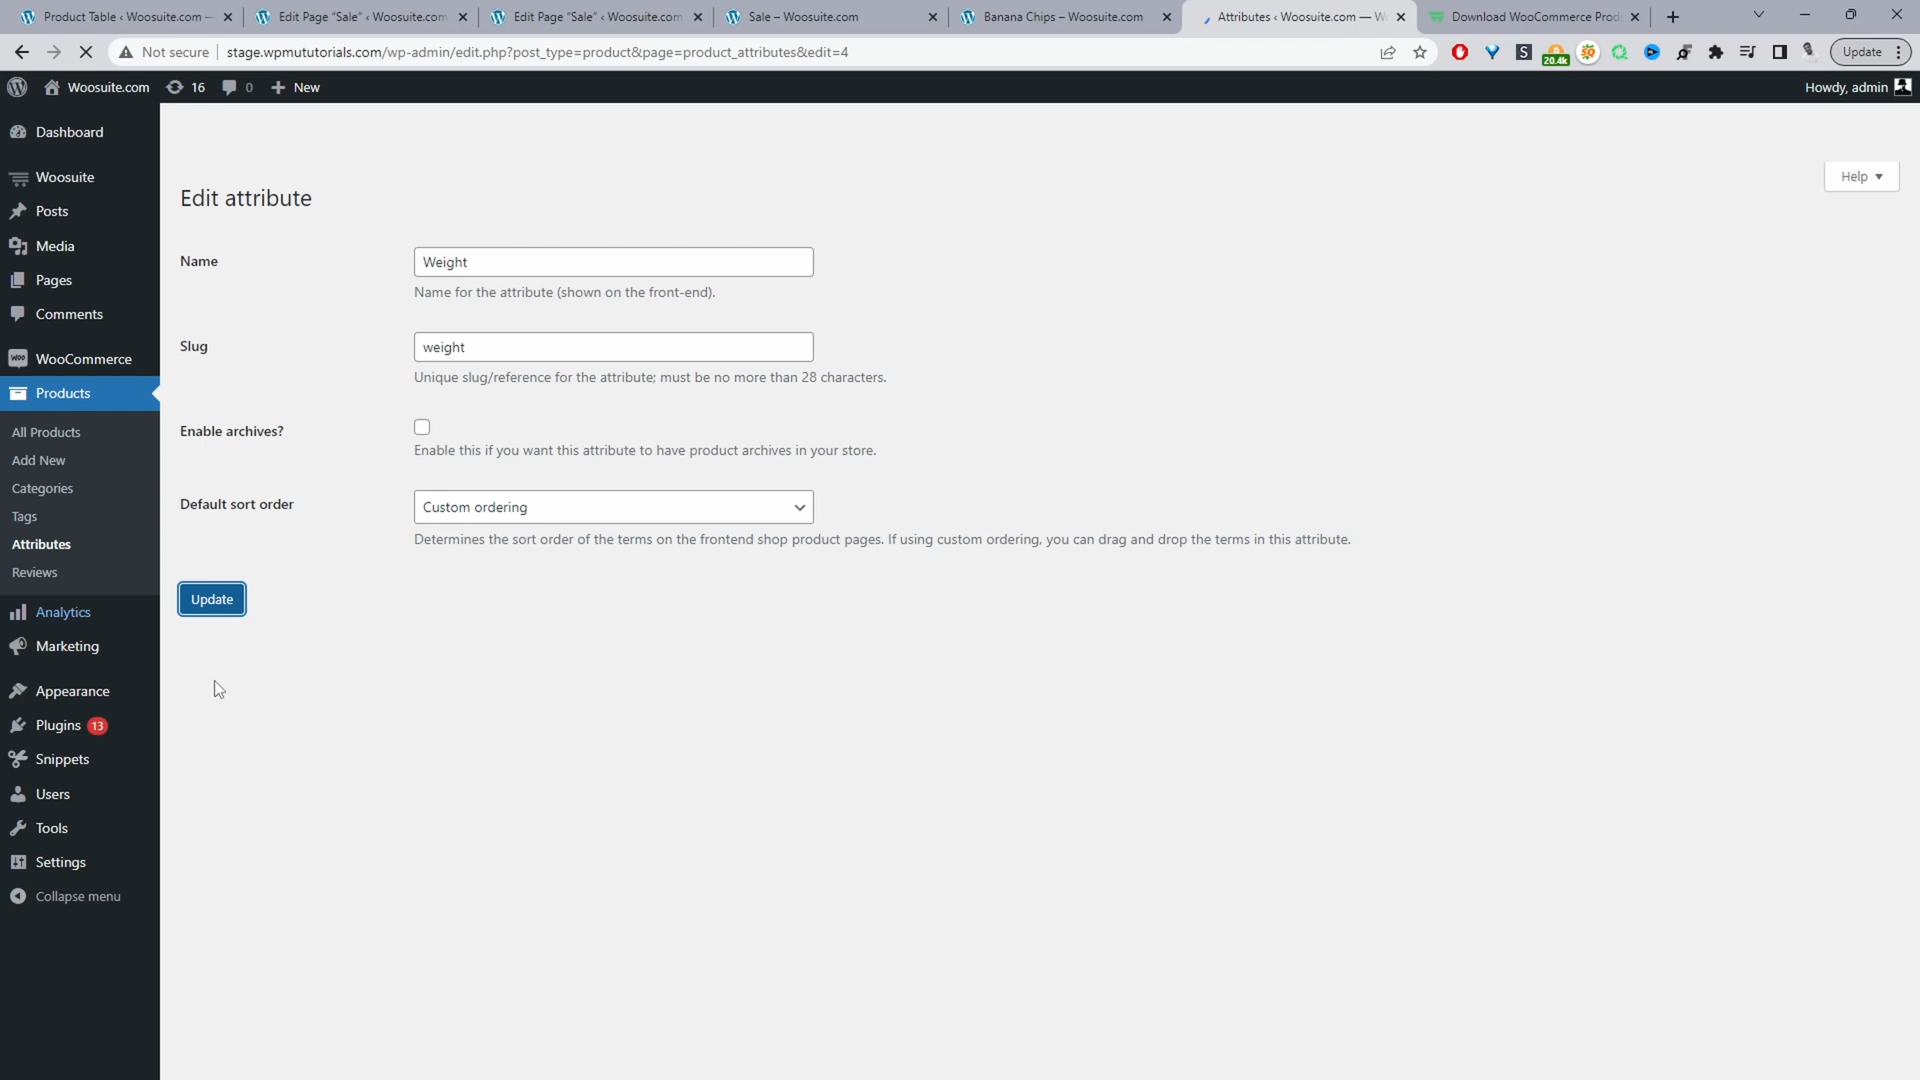 Product Table ‹ Woosuite.com —
Edit Page “Sale” ‹ Woosuite.com
Edit Page “Sale” ‹ Woosuite.com
Sale – Woosuite.com
Banana Chips – Woosuite.com
Attributes ‹ Woosuite.com — W
Download WooCommerce Prod
Not secure
stage.wpmututorials.com/wp-admin/edit.php?post_type=product&page=product_attributes&edit=4
20.4k
Update
Woosuite.com
16
0
New
Howdy, admin
Dashboard
Woosuite
Posts
Media
Pages
Comments
WooCommerce
Products
All Products
Add New
Categories
Tags
Attributes
Reviews
Analytics
Marketing
Appearance
Plugins 13
Snippets
Users
Tools
Settings
Collapse menu
Help
Edit attribute
Name
Weight
Name for the attribute (shown on the front-end).
Slug
weight
Unique slug/reference for the attribute; must be no more than 28 characters.
Enable archives?
Enable this if you want this attribute to have product archives in your store.
Default sort order
Custom ordering
Determines the sort order of the terms on the frontend shop product pages. If using custom ordering, you can drag and drop the terms in this attribute.
Update